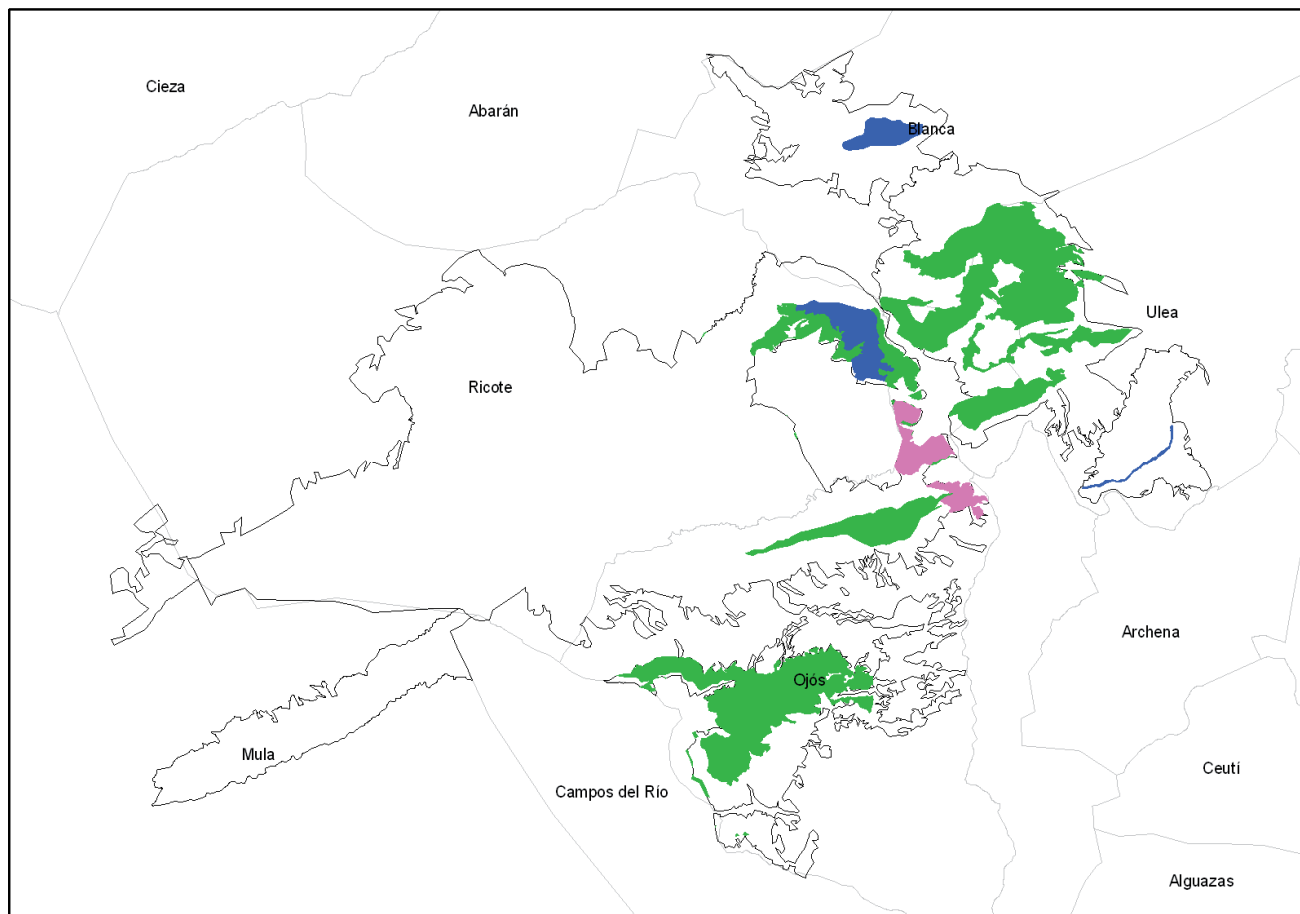 Cieza
Abarán
Blanca
Ulea
Ricote
Archena
Ojós
Mula
Ceutí
Campos del Río
Alguazas